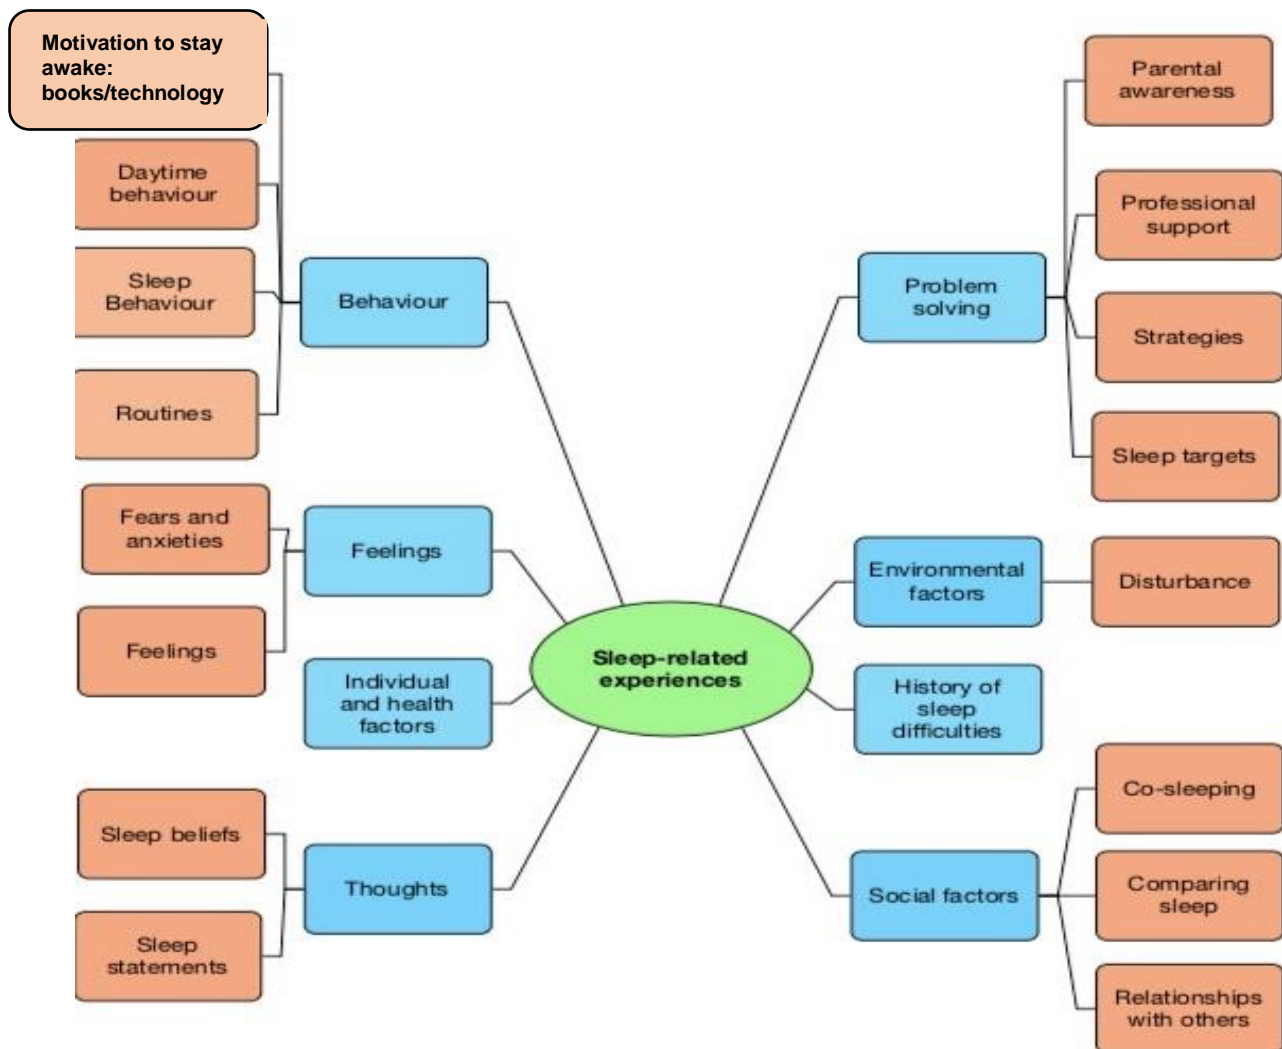 Motivation to stay
awake:
books/technology
Daytime
behaviour
Sleep
Behaviour
Routines
Behaviour
Fears and
anxieties
Feelings
Feelings
Individual
and health
factors
Sleep beliefs
Sleep
statements
Thoughts
Sleep-related
experiences
Problem
solving
Parental
awareness
Professional
support
Strategies
Sleep targets
Environmental
factors
Disturbance
History of
sleep
difficulties
Social factors
Co-sleeping
Comparing
sleep
Relationships
with others